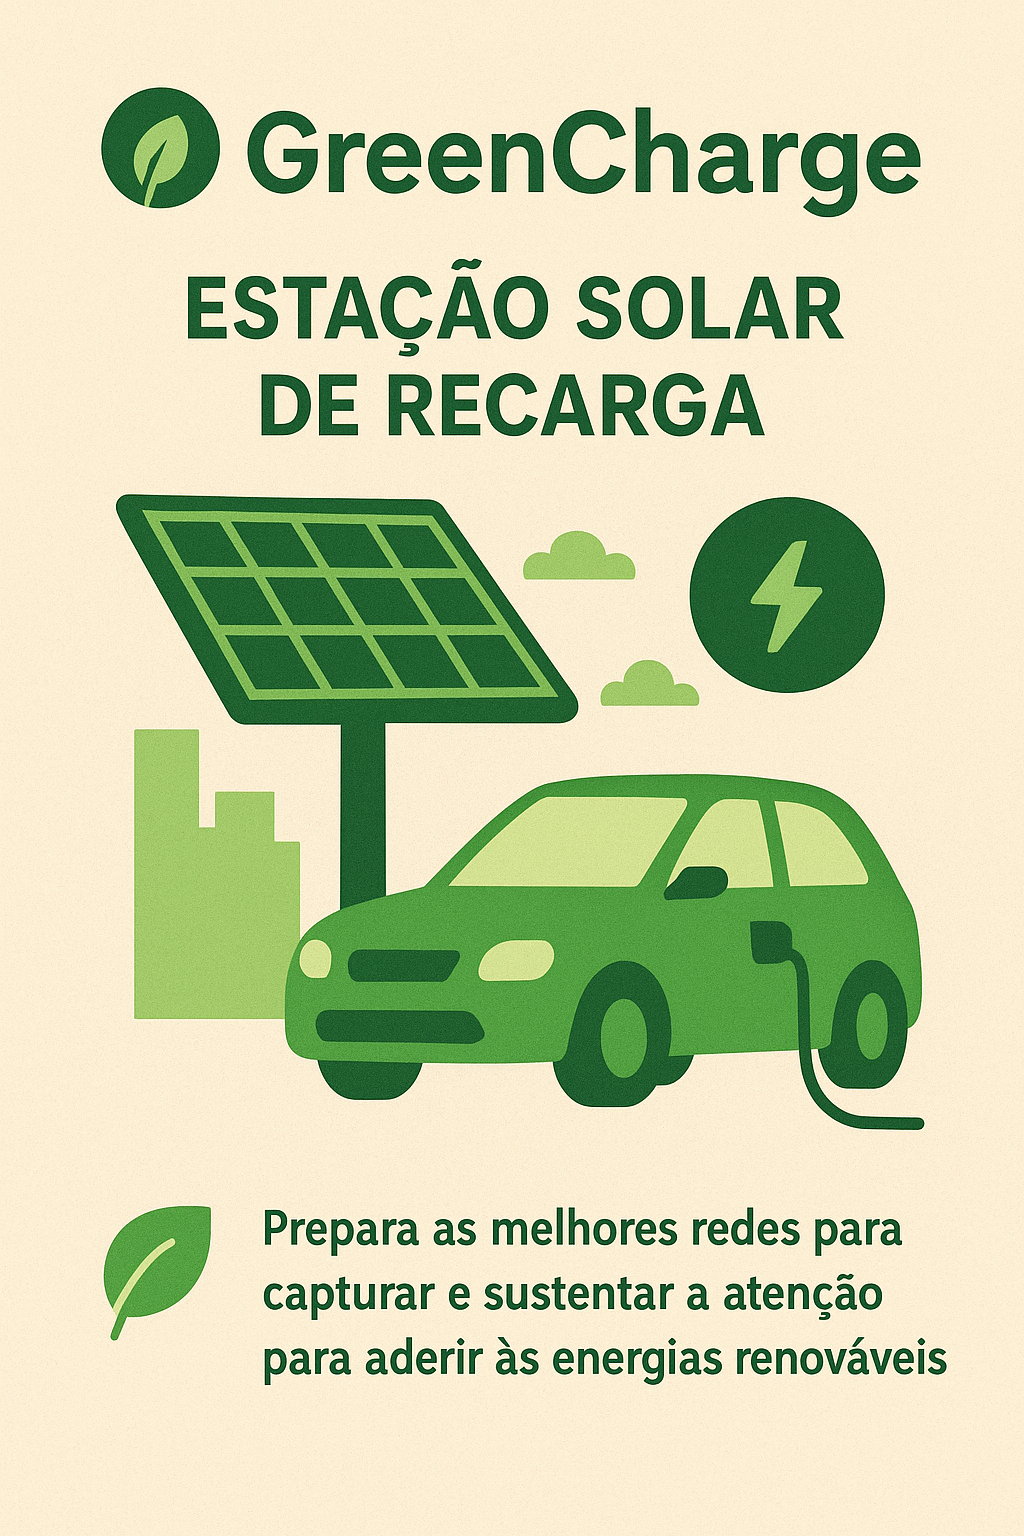 GreenCharge
ESTAÇÃO SOLAR
DE RECARGA
Prepara as melhores redes para
capturar e sustentar a atenção
para aderir às energias renováveis